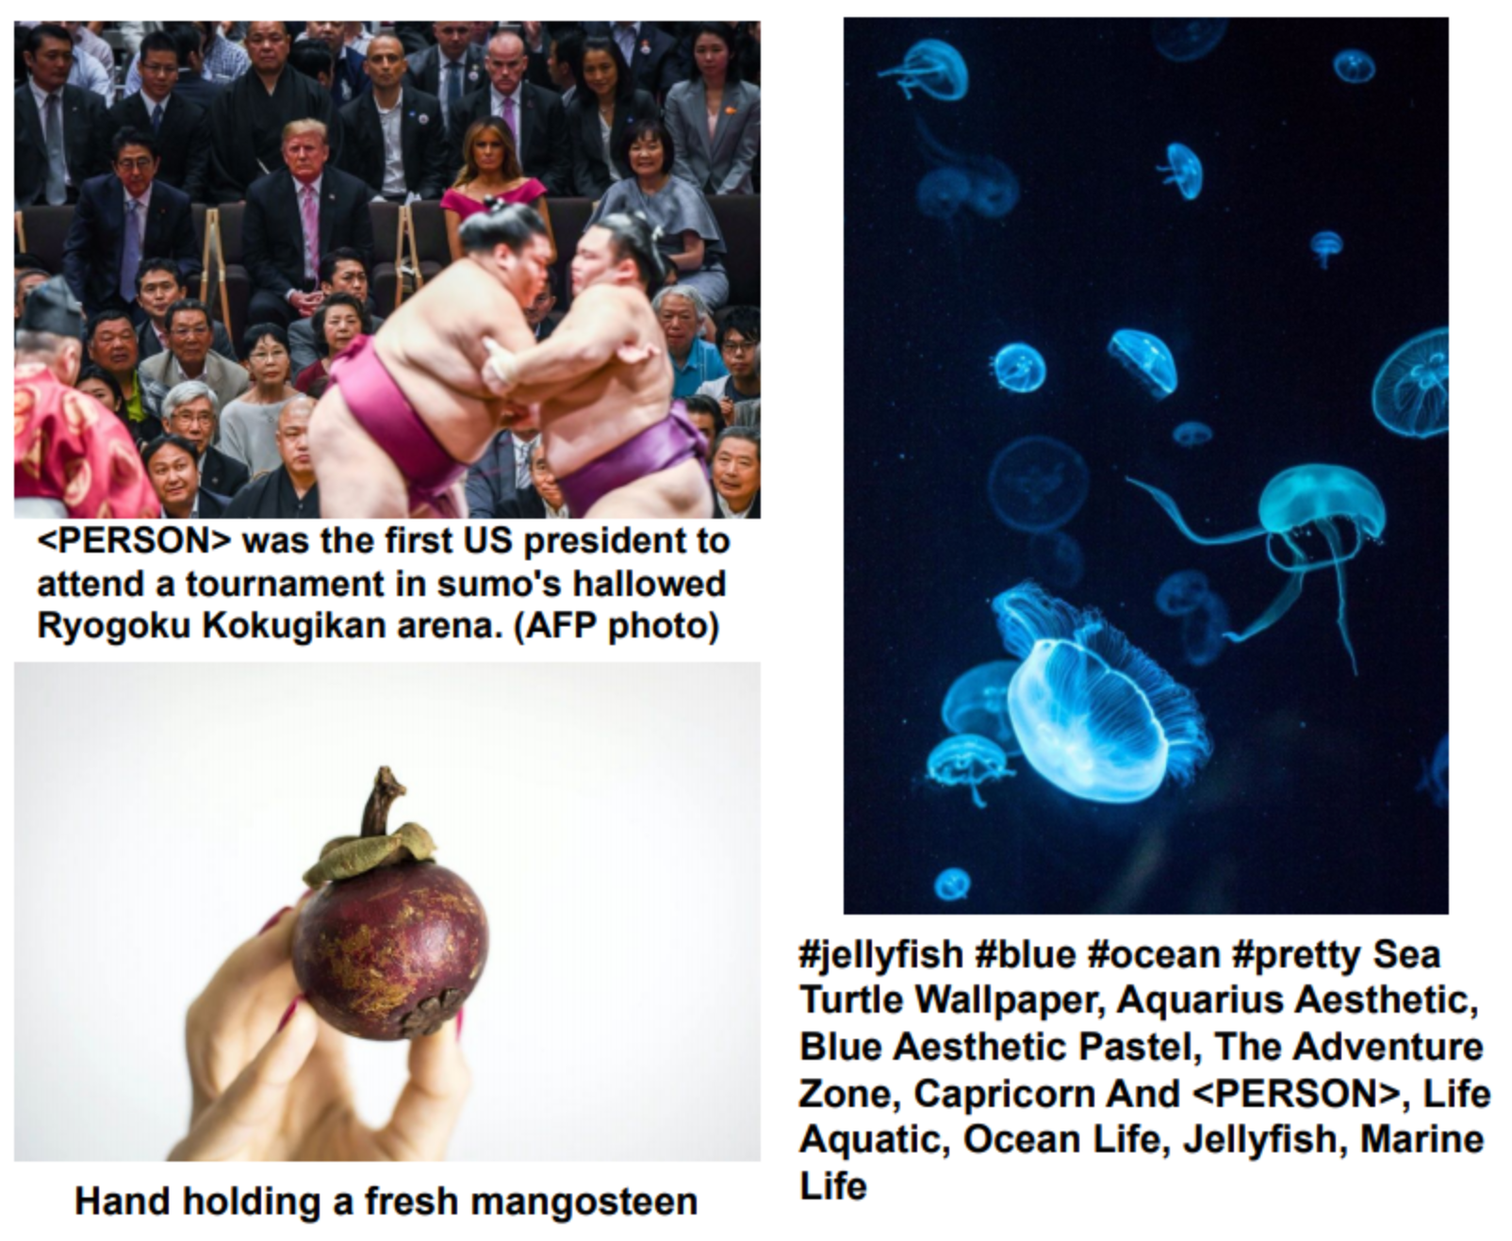 <PERSON> was the first US president to
attend a tournament in sumo's hallowed
Ryogoku Kokugikan arena. (AFP photo)
Hand holding a fresh mangosteen
#jellyfish #blue #ocean #pretty Sea
Turtle Wallpaper, Aquarius Aesthetic,
Blue Aesthetic Pastel, The Adventure
Zone, Capricorn And <PERSON>, Life
Aquatic, Ocean Life, Jellyfish, Marine
Life